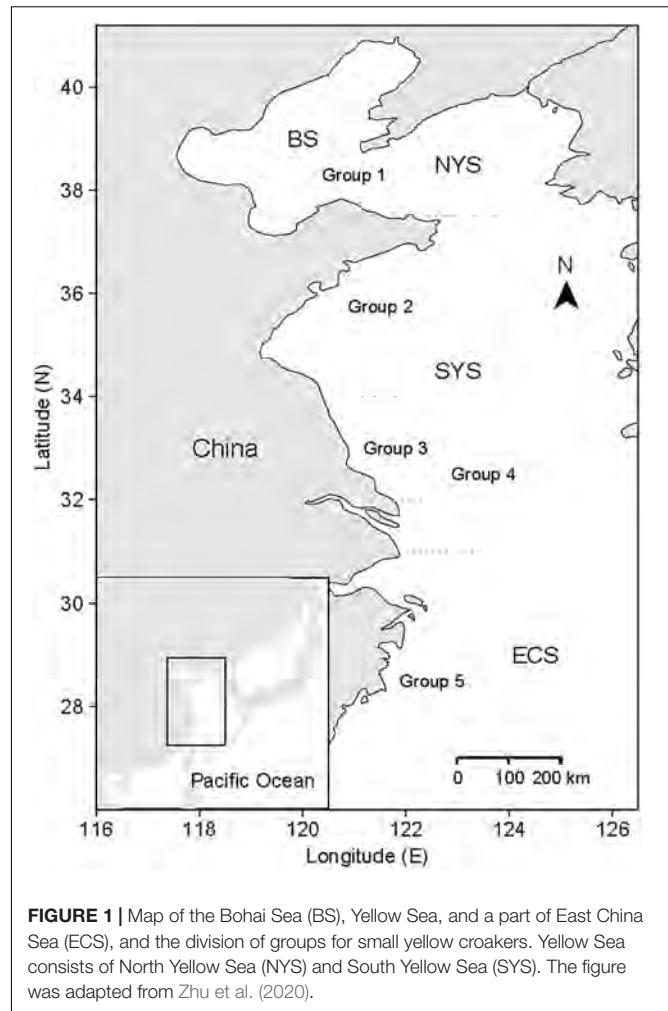 40
38
36
34
32
30
28
Latitude (N)
BS
NYS
Group 1
N
Group 2
SYS
China
Group 3
Group 4
ECS
Group 5
0 100 200 km
Pacific Ocean
116 118 120 122 124 126
Longitude (E)
FIGURE 1 | Map of the Bohai Sea (BS), Yellow Sea, and a part of East China
Sea (ECS), and the division of groups for small yellow croakers. Yellow Sea
consists of North Yellow Sea (NYS) and South Yellow Sea (SYS). The figure
was adapted from Zhu et al. (2020).